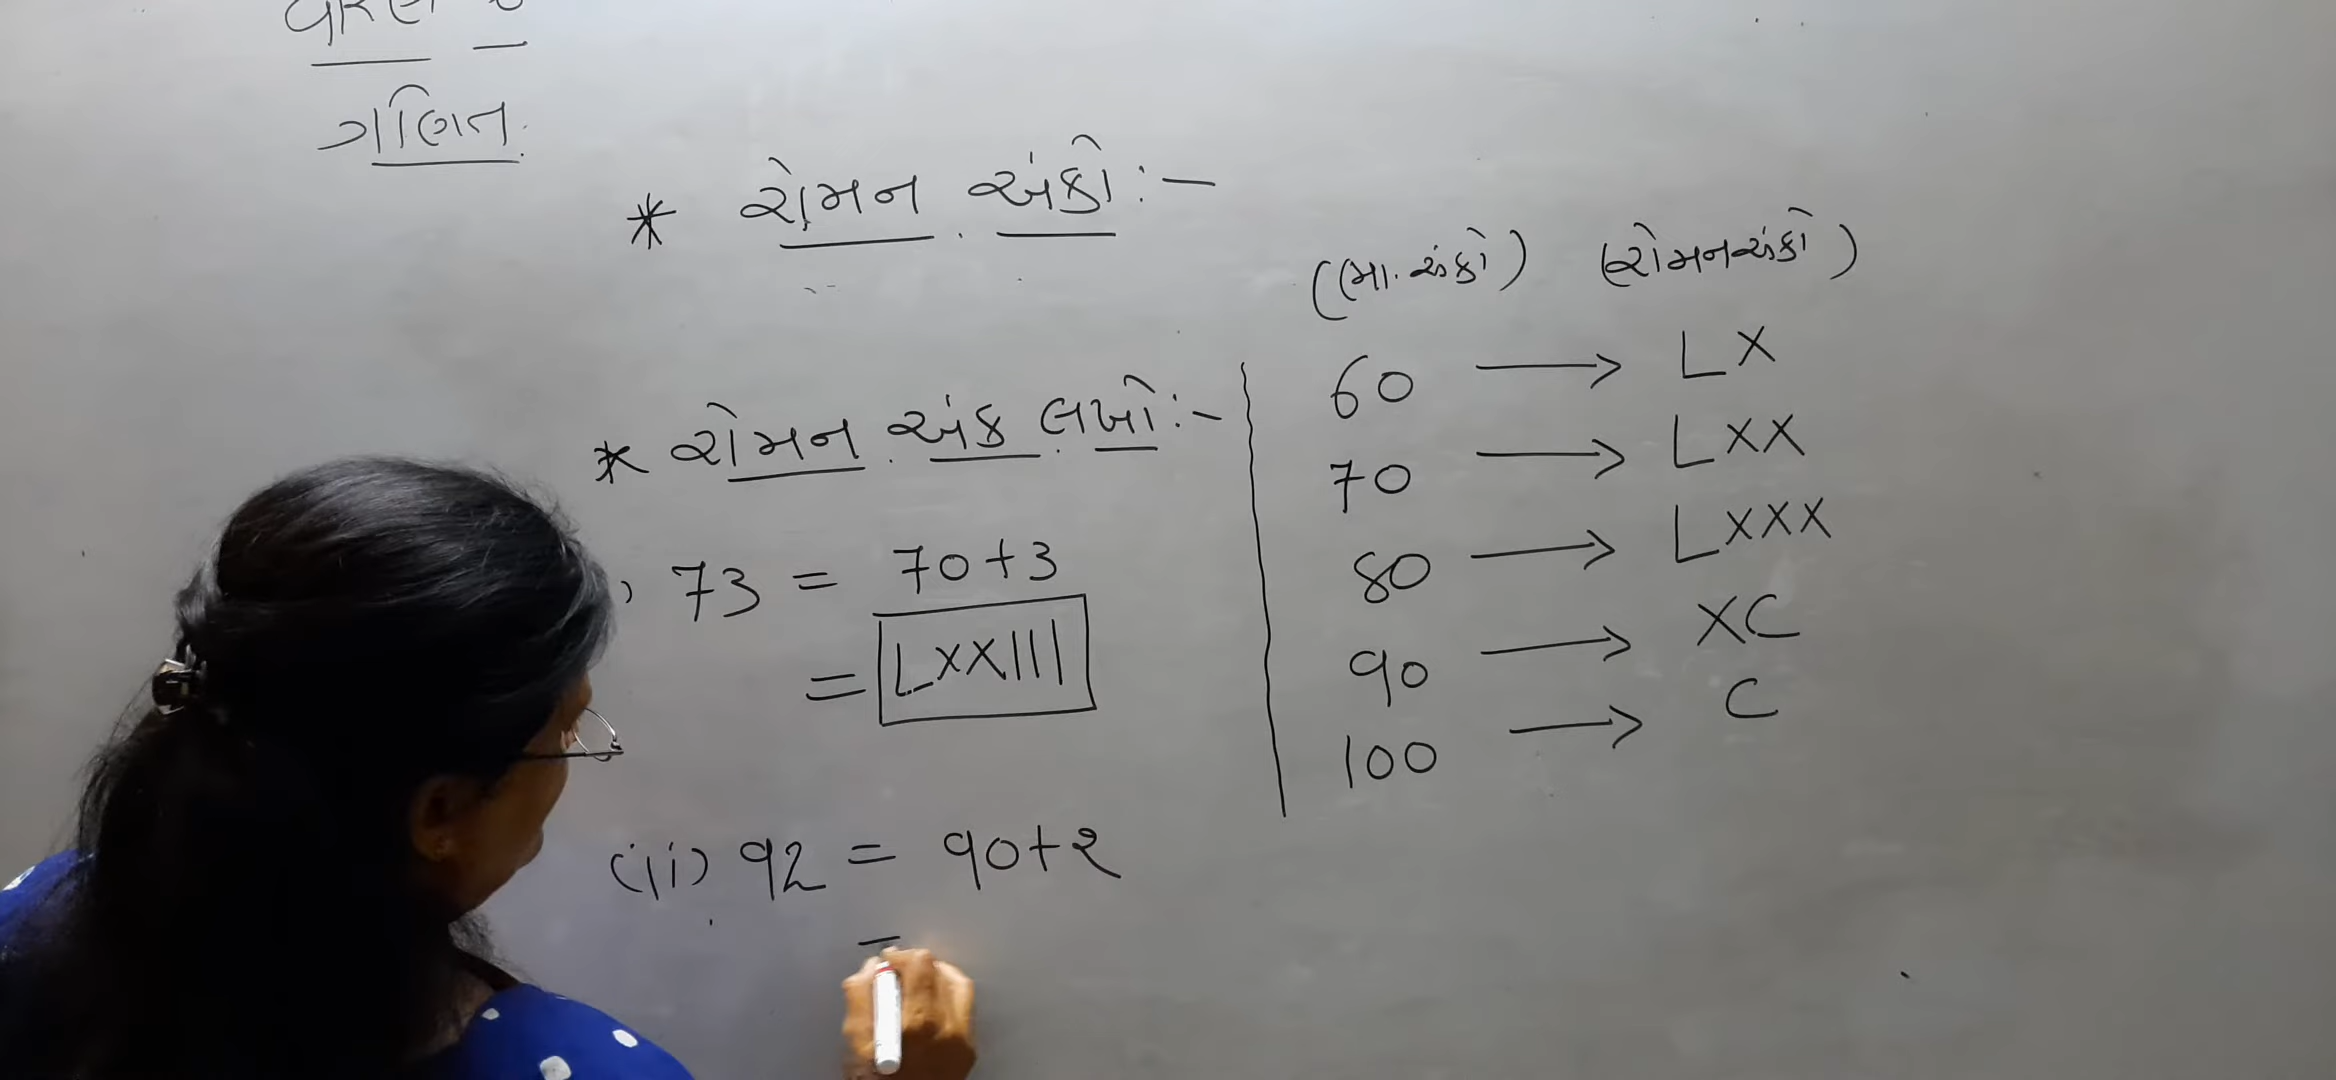 ગણિત.
* રોમન અંકો :-
(ભા. અંકો) (રોમન અંકો)
60 → LX
70 → LXX
80 → LXXX
90 → XC
100 → C
* રોમન અંક લખો :-
) 73 = 70+3
= LXXIII
(ii) 92 = 90+૨